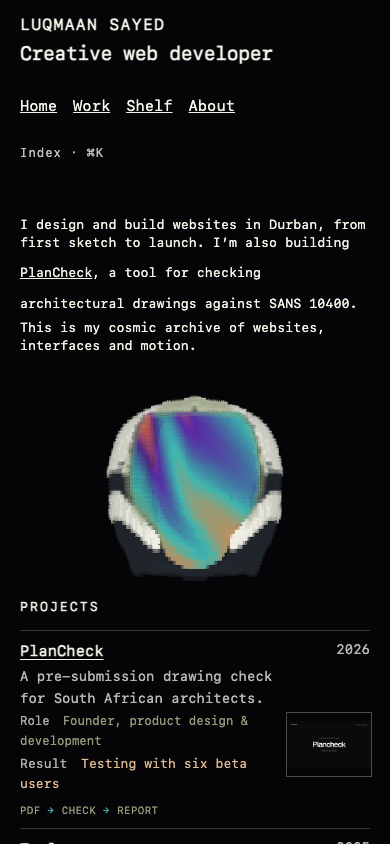 LUQMAAN SAYED
Creative web developer
Home Work Shelf About
Index · ⌘K
I design and build websites in Durban, from
first sketch to launch. I’m also building
PlanCheck, a tool for checking
architectural drawings against SANS 10400.
This is my cosmic archive of websites,
interfaces and motion.
PROJECTS
PlanCheck 2026
A pre-submission drawing check
for South African architects.
Role Founder, product design &
development
Plancheck
Result Testing with six beta
users
PDF → CHECK → REPORT